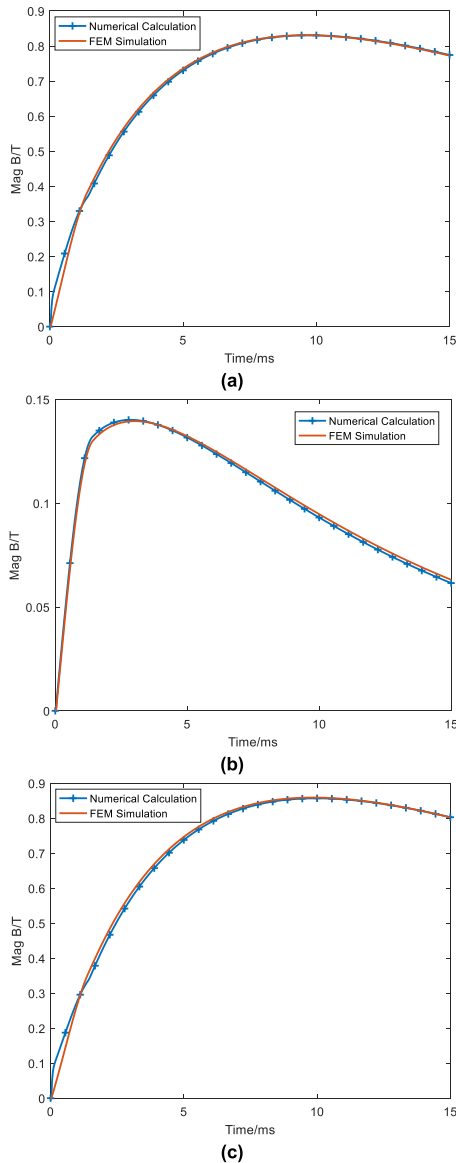 0.9
0.8
0.7
0.6
0.5
0.4
0.3
0.2
0.1
0
Mag B/T
Numerical Calculation
FEM Simulation
0 5 10 15
Time/ms
(a)
0.15
0.1
0.05
0
Mag B/T
Numerical Calculation
FEM Simulation
0 5 10 15
Time/ms
(b)
0.9
0.8
0.7
0.6
0.5
0.4
0.3
0.2
0.1
0
Mag B/T
Numerical Calculation
FEM Simulation
0 5 10 15
Time/ms
(c)